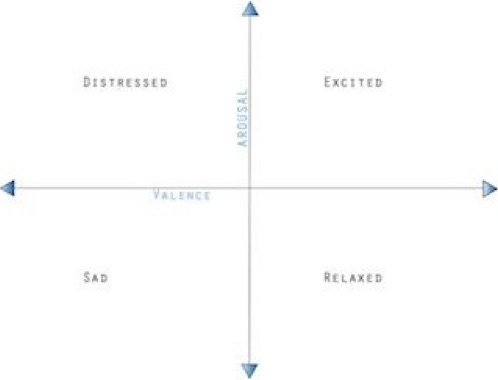 DISTRESSED
EXCITED
AROUSAL
VALENCE
SAD
RELAXED